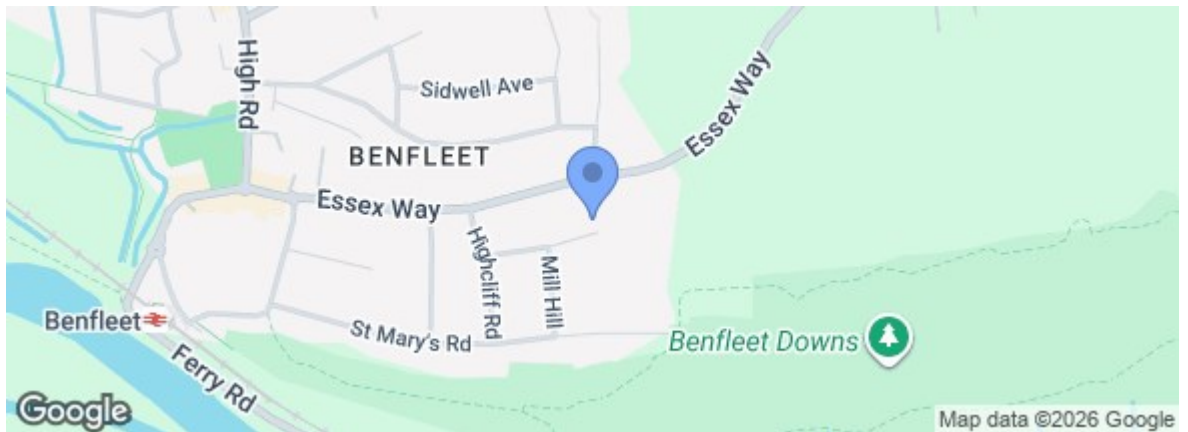 High Rd
Sidwell Ave
Essex Way
BENFLEET
Essex Way
Highcliff Rd
Mill Hill
Benfleet
St Mary's Rd
Benfleet Downs
Ferry Rd
Google
Map data ©2026 Google